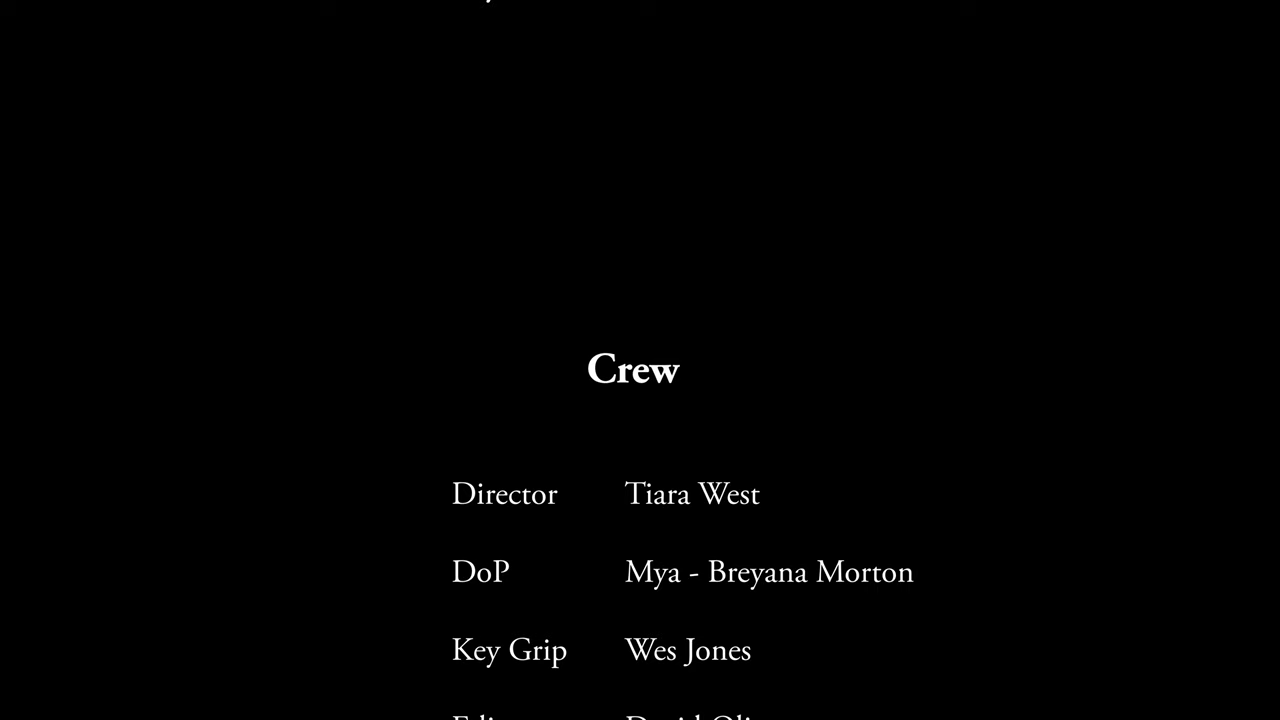 Crew
Director Tiara West
DoP Mya - Breyana Morton
Key Grip Wes Jones